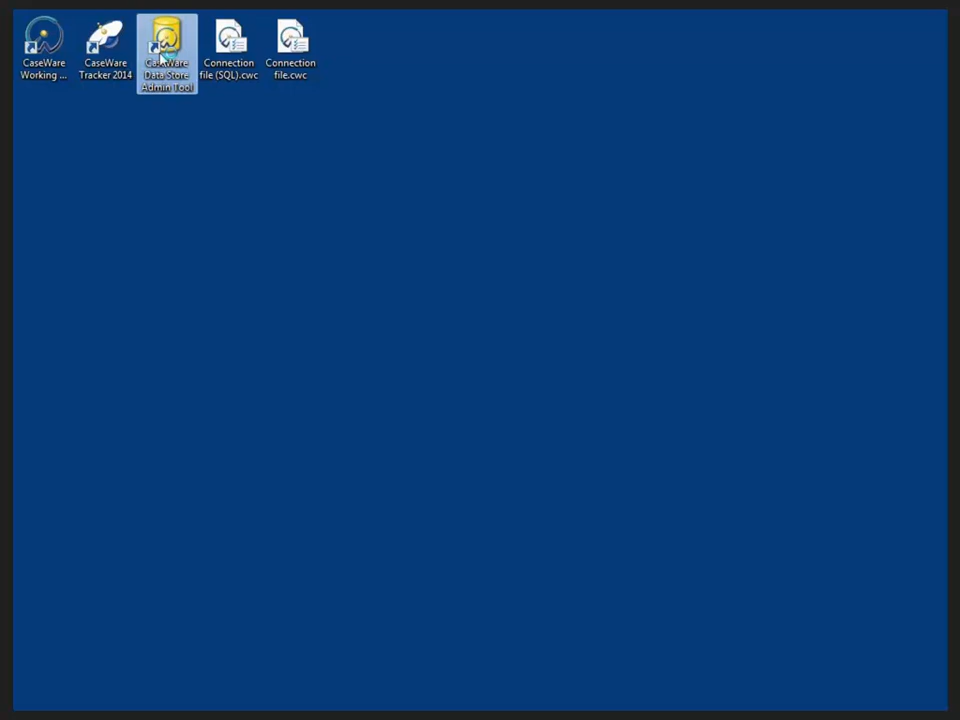 CaseWare
Working ...
CaseWare
Tracker 2014
CaseWare
Data Store
Admin Tool
Connection
file (SQL).cwc
Connection
file.cwc